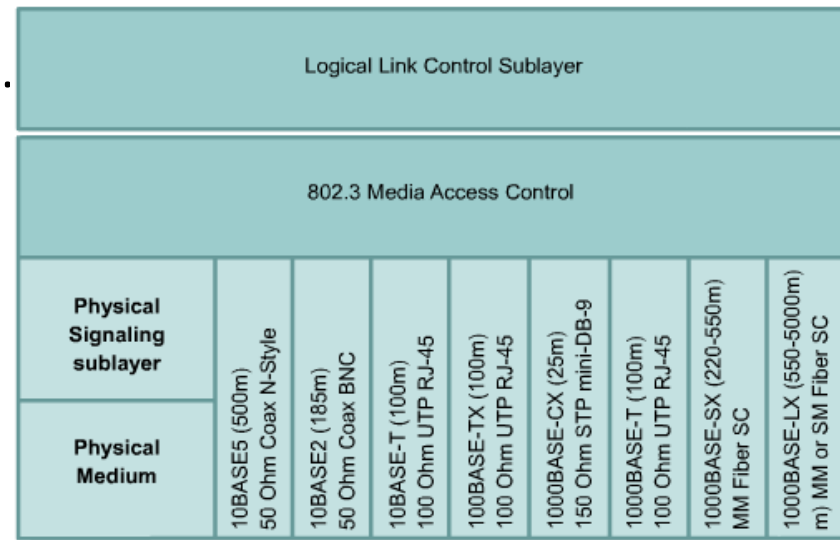 Logical Link Control Sublayer
802.3 Media Access Control
Physical
Signaling
sublayer
Physical
Medium
10BASE5 (500m)
50 Ohm Coax N-Style
10BASE2 (185m)
50 Ohm Coax BNC
10BASE-T (100m)
100 Ohm UTP RJ-45
100BASE-TX (100m)
100 Ohm UTP RJ-45
1000BASE-CX (25m)
150 Ohm STP mini-DB-9
1000BASE-T (100m)
100 Ohm UTP RJ-45
1000BASE-SX (220-550m)
MM Fiber SC
1000BASE-LX (550-5000m)
m) MM or SM Fiber SC